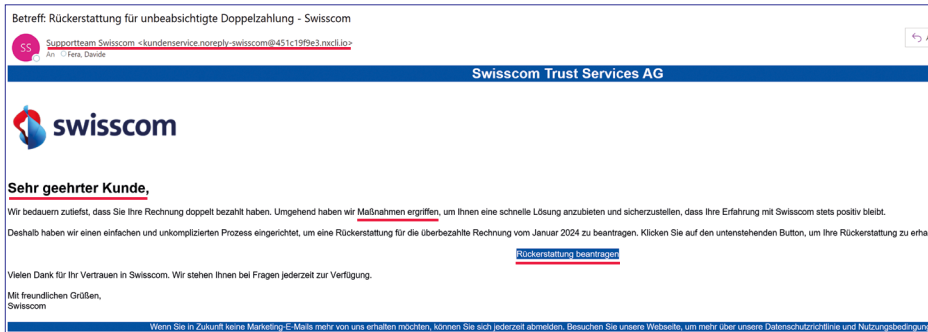 Betreff: Rückerstattung für unbeabsichtigte Doppelzahlung - Swisscom
SS
Supportteam Swisscom <kundenservice.noreply-swisscom@451c19f9e3.nxcli.io>
An Fera, Davide
A
Swisscom Trust Services AG
swisscom
Sehr geehrter Kunde,
Wir bedauern zutiefst, dass Sie Ihre Rechnung doppelt bezahlt haben. Umgehend haben wir Maßnahmen ergriffen, um Ihnen eine schnelle Lösung anzubieten und sicherzustellen, dass Ihre Erfahrung mit Swisscom stets positiv bleibt.
Deshalb haben wir einen einfachen und unkomplizierten Prozess eingerichtet, um eine Rückerstattung für die überbezahlte Rechnung vom Januar 2024 zu beantragen. Klicken Sie auf den untenstehenden Button, um Ihre Rückerstattung zu erha
Rückerstattung beantragen
Vielen Dank für Ihr Vertrauen in Swisscom. Wir stehen Ihnen bei Fragen jederzeit zur Verfügung.
Mit freundlichen Grüßen,
Swisscom
Wenn Sie in Zukunft keine Marketing-E-Mails mehr von uns erhalten möchten, können Sie sich jederzeit abmelden. Besuchen Sie unsere Webseite, um mehr über unsere Datenschutzrichtlinie und Nutzungsbedingun